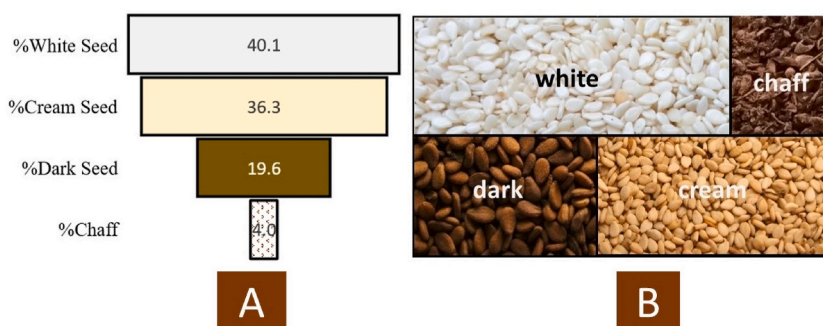 %White Seed
40.1
%Cream Seed
36.3
%Dark Seed
19.6
%Chaff
4.0
white
chaff
dark
cream
A
B